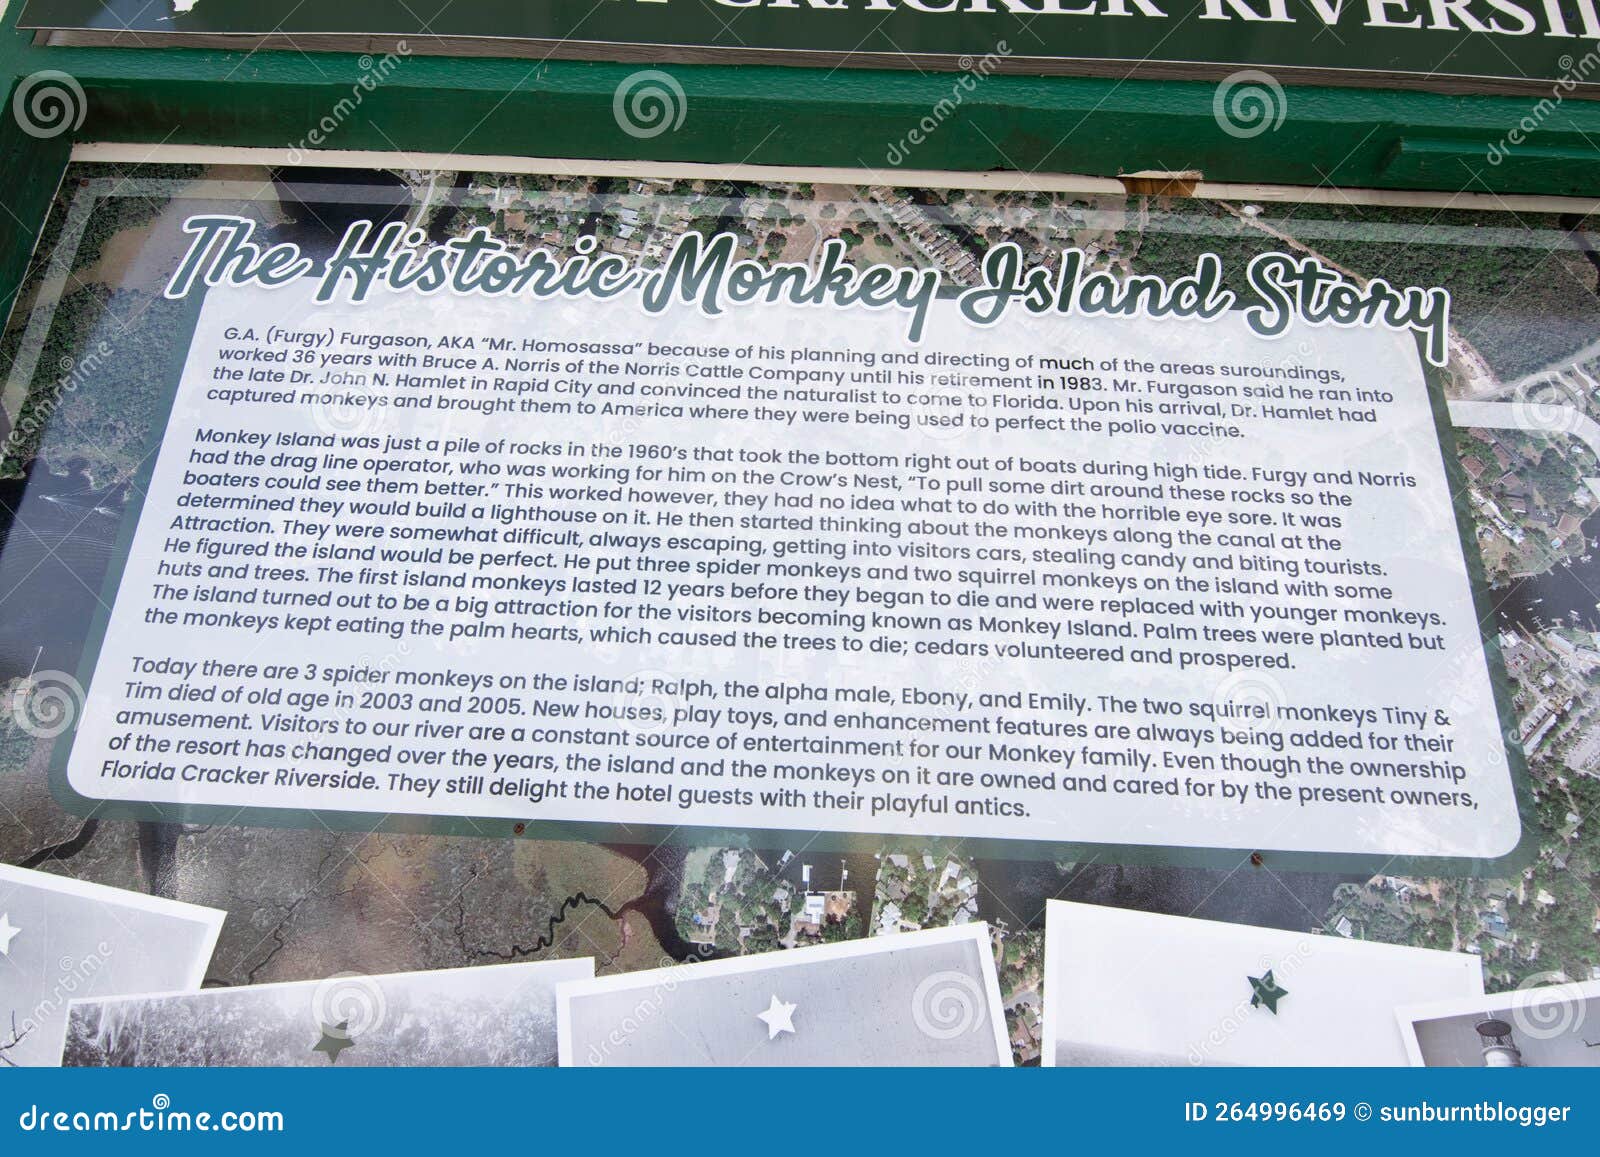 CRACKER RIVERSI
The Historic Monkey Island Story
G.A. (Furgy) Furgason, AKA “Mr. Homosassa” because of his planning and directing of much of the areas suroundings,
worked 36 years with Bruce A. Norris of the Norris Cattle Company until his retirement in 1983. Mr. Furgason said he ran into
the late Dr. John N. Hamlet in Rapid City and convinced the naturalist to come to Florida. Upon his arrival, Dr. Hamlet had
captured monkeys and brought them to America where they were being used to perfect the polio vaccine.
Monkey Island was just a pile of rocks in the 1960’s that took the bottom right out of boats during high tide. Furgy and Norris
had the drag line operator, who was working for him on the Crow’s Nest, “To pull some dirt around these rocks so the
boaters could see them better.” This worked however, they had no idea what to do with the horrible eye sore. It was
determined they would build a lighthouse on it. He then started thinking about the monkeys along the canal at the
Attraction. They were somewhat difficult, always escaping, getting into visitors cars, stealing candy and biting tourists.
He figured the island would be perfect. He put three spider monkeys and two squirrel monkeys on the island with some
huts and trees. The first island monkeys lasted 12 years before they began to die and were replaced with younger monkeys.
The island turned out to be a big attraction for the visitors becoming known as Monkey Island. Palm trees were planted but
the monkeys kept eating the palm hearts, which caused the trees to die; cedars volunteered and prospered.
Today there are 3 spider monkeys on the island; Ralph, the alpha male, Ebony, and Emily. The two squirrel monkeys Tiny &
Tim died of old age in 2003 and 2005. New houses, play toys, and enhancement features are always being added for their
amusement. Visitors to our river are a constant source of entertainment for our Monkey family. Even though the ownership
of the resort has changed over the years, the island and the monkeys on it are owned and cared for by the present owners,
Florida Cracker Riverside. They still delight the hotel guests with their playful antics.
dreamstime.com
ID 264996469 © sunburntblogger